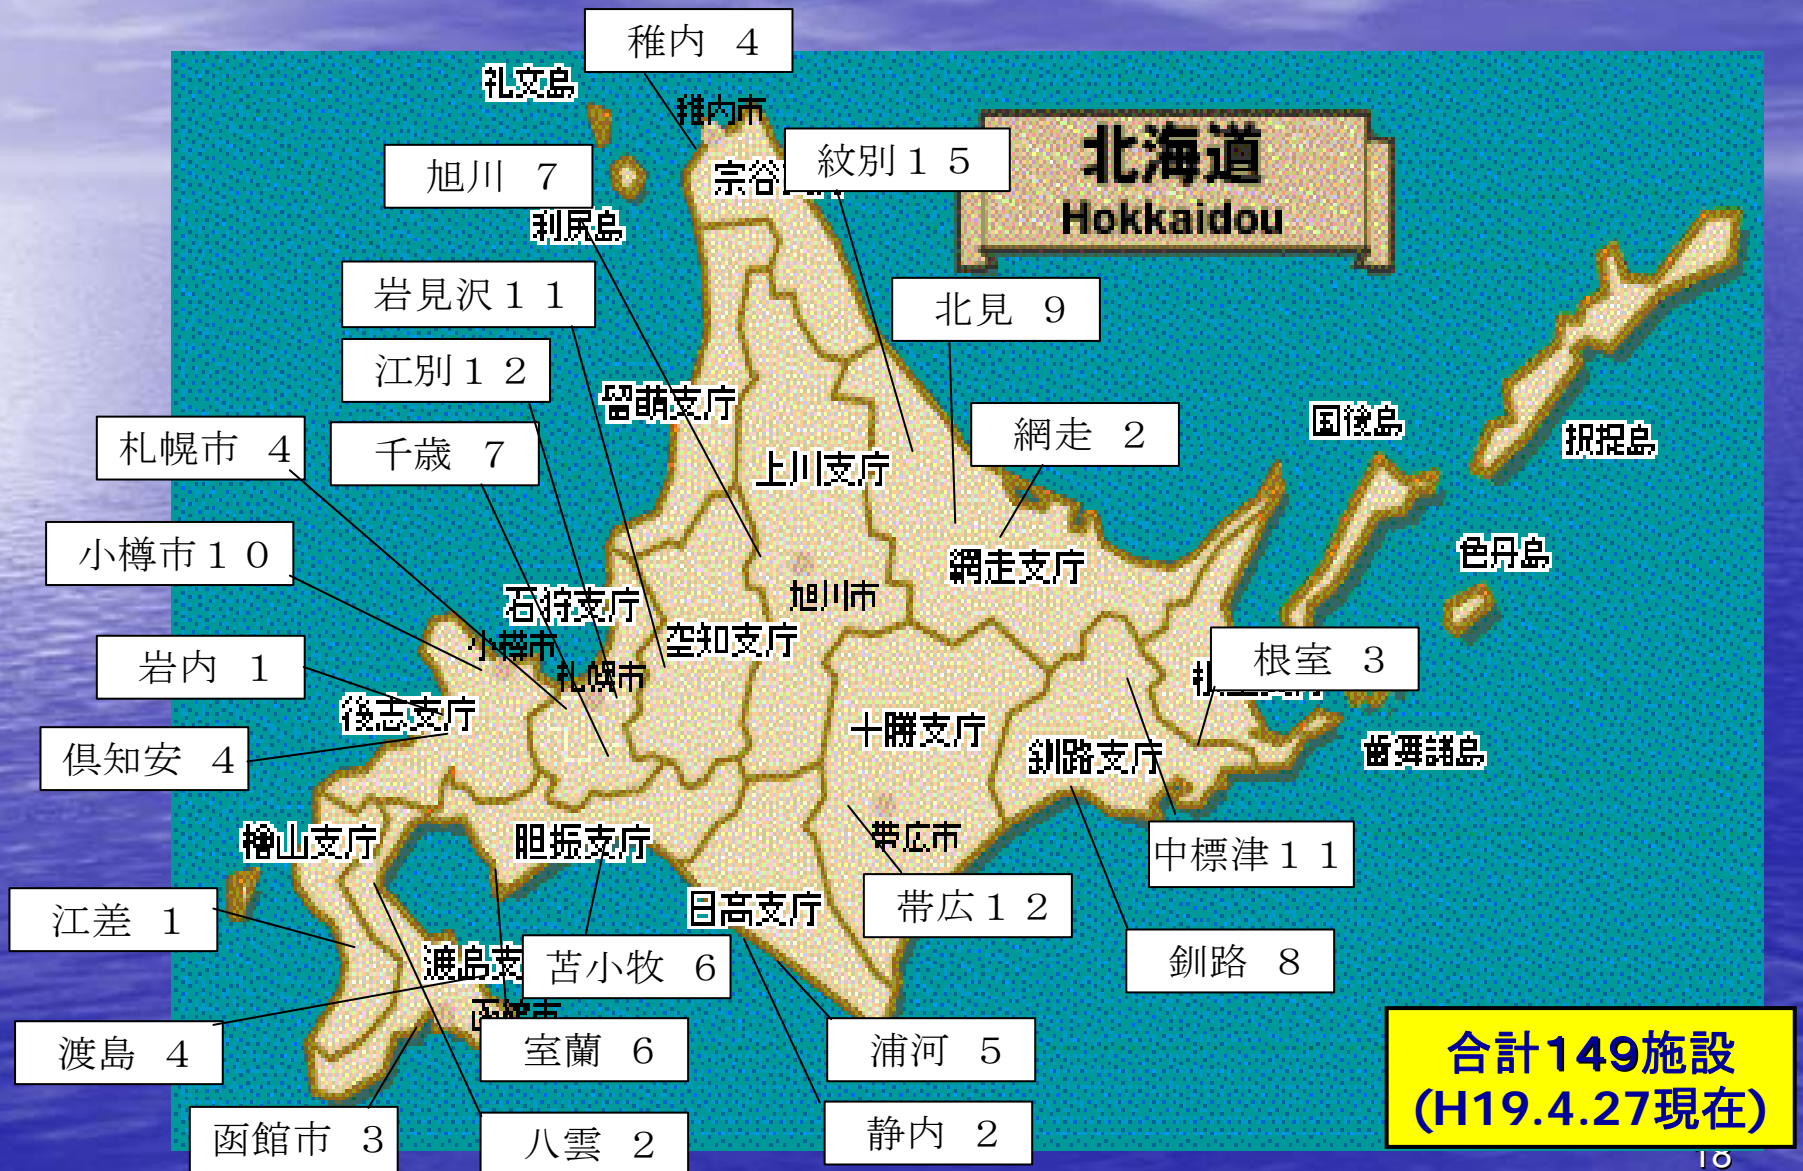 稚内 4
礼文島
稚内市
北海道
Hokkaidou
旭川 7
宗谷
紋別15
利尻島
岩見沢11
北見 9
江別12
留萌支庁
網走 2
国後島
択捉島
札幌市 4
千歳 7
上川支庁
小樽市10
網走支庁
色丹島
石狩支庁
旭川市
空知支庁
小樽市
札幌市
岩内 1
根室 3
後志支庁
十勝支庁
釧路支庁
歯舞諸島
倶知安 4
檜山支庁
胆振支庁
帯広市
中標津11
江差 1
日高支庁
帯広12
渡島支
苫小牧 6
釧路 8
函館市
渡島 4
室蘭 6
浦河 5
合計149施設
(H19.4.27現在)
函館市 3
八雲 2
静内 2
18